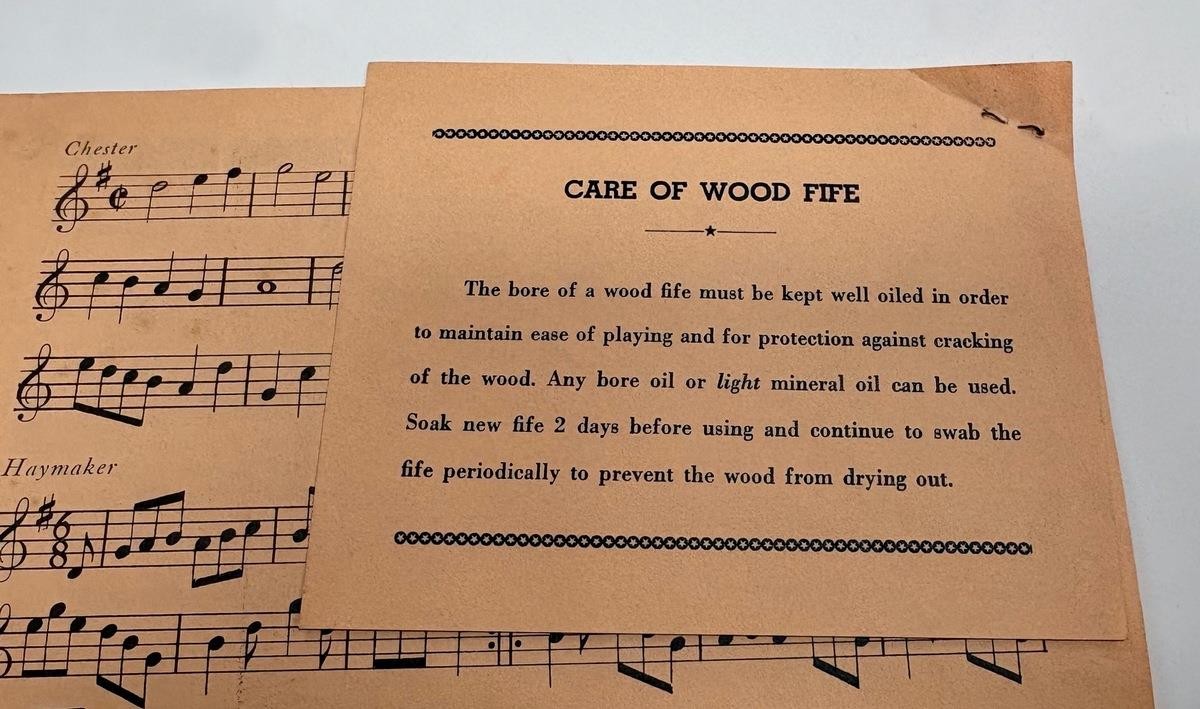 Chester
CARE OF WOOD FIFE
The bore of a wood fife must be kept well oiled in order
to maintain ease of playing and for protection against cracking
of the wood. Any bore oil or light mineral oil can be used.
Soak new fife 2 days before using and continue to swab the
fife periodically to prevent the wood from drying out.
Haymaker
6
8